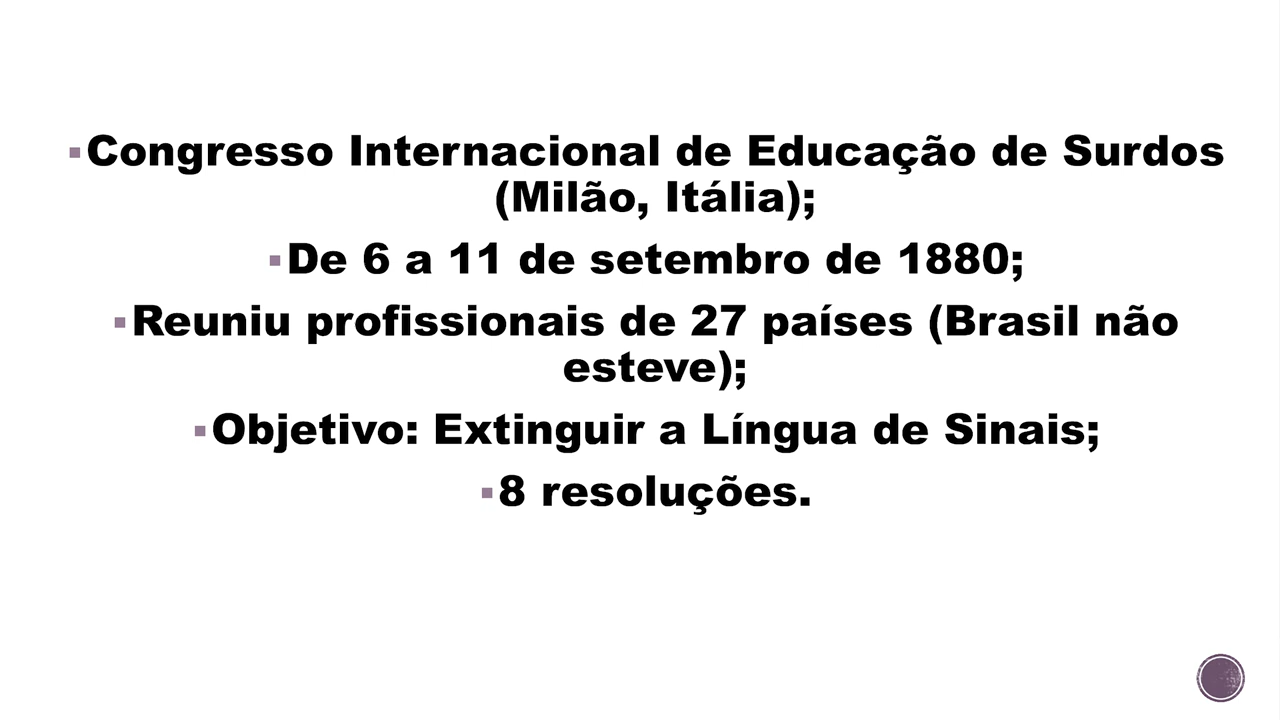 ▪Congresso Internacional de Educação de Surdos
(Milão, Itália);
▪De 6 a 11 de setembro de 1880;
▪Reuniu profissionais de 27 países (Brasil não
esteve);
▪Objetivo: Extinguir a Língua de Sinais;
▪8 resoluções.